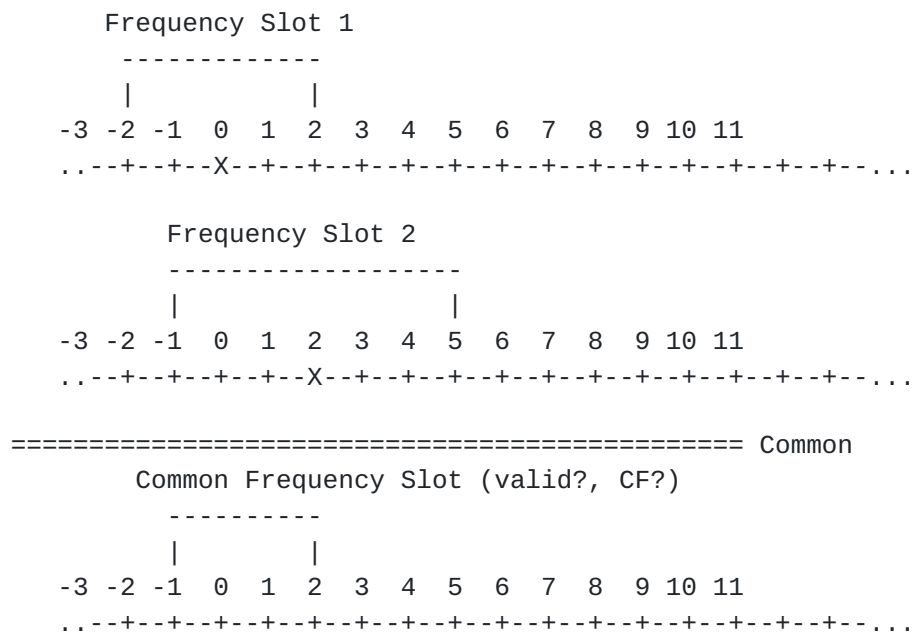 Frequency Slot 1
-------------
|           |
-3 -2 -1  0  1  2  3  4  5  6  7  8  9 10 11
..--+--+--X--+--+--+--+--+--+--+--+--+--+--+--...
Frequency Slot 2
-------------------
|                 |
-3 -2 -1  0  1  2  3  4  5  6  7  8  9 10 11
..--+--+--+--+--X--+--+--+--+--+--+--+--+--+--...
=============================================== Common
Common Frequency Slot (valid?, CF?)
----------
|        |
-3 -2 -1  0  1  2  3  4  5  6  7  8  9 10 11
..--+--+--+--+--+--+--+--+--+--+--+--+--+--+--...